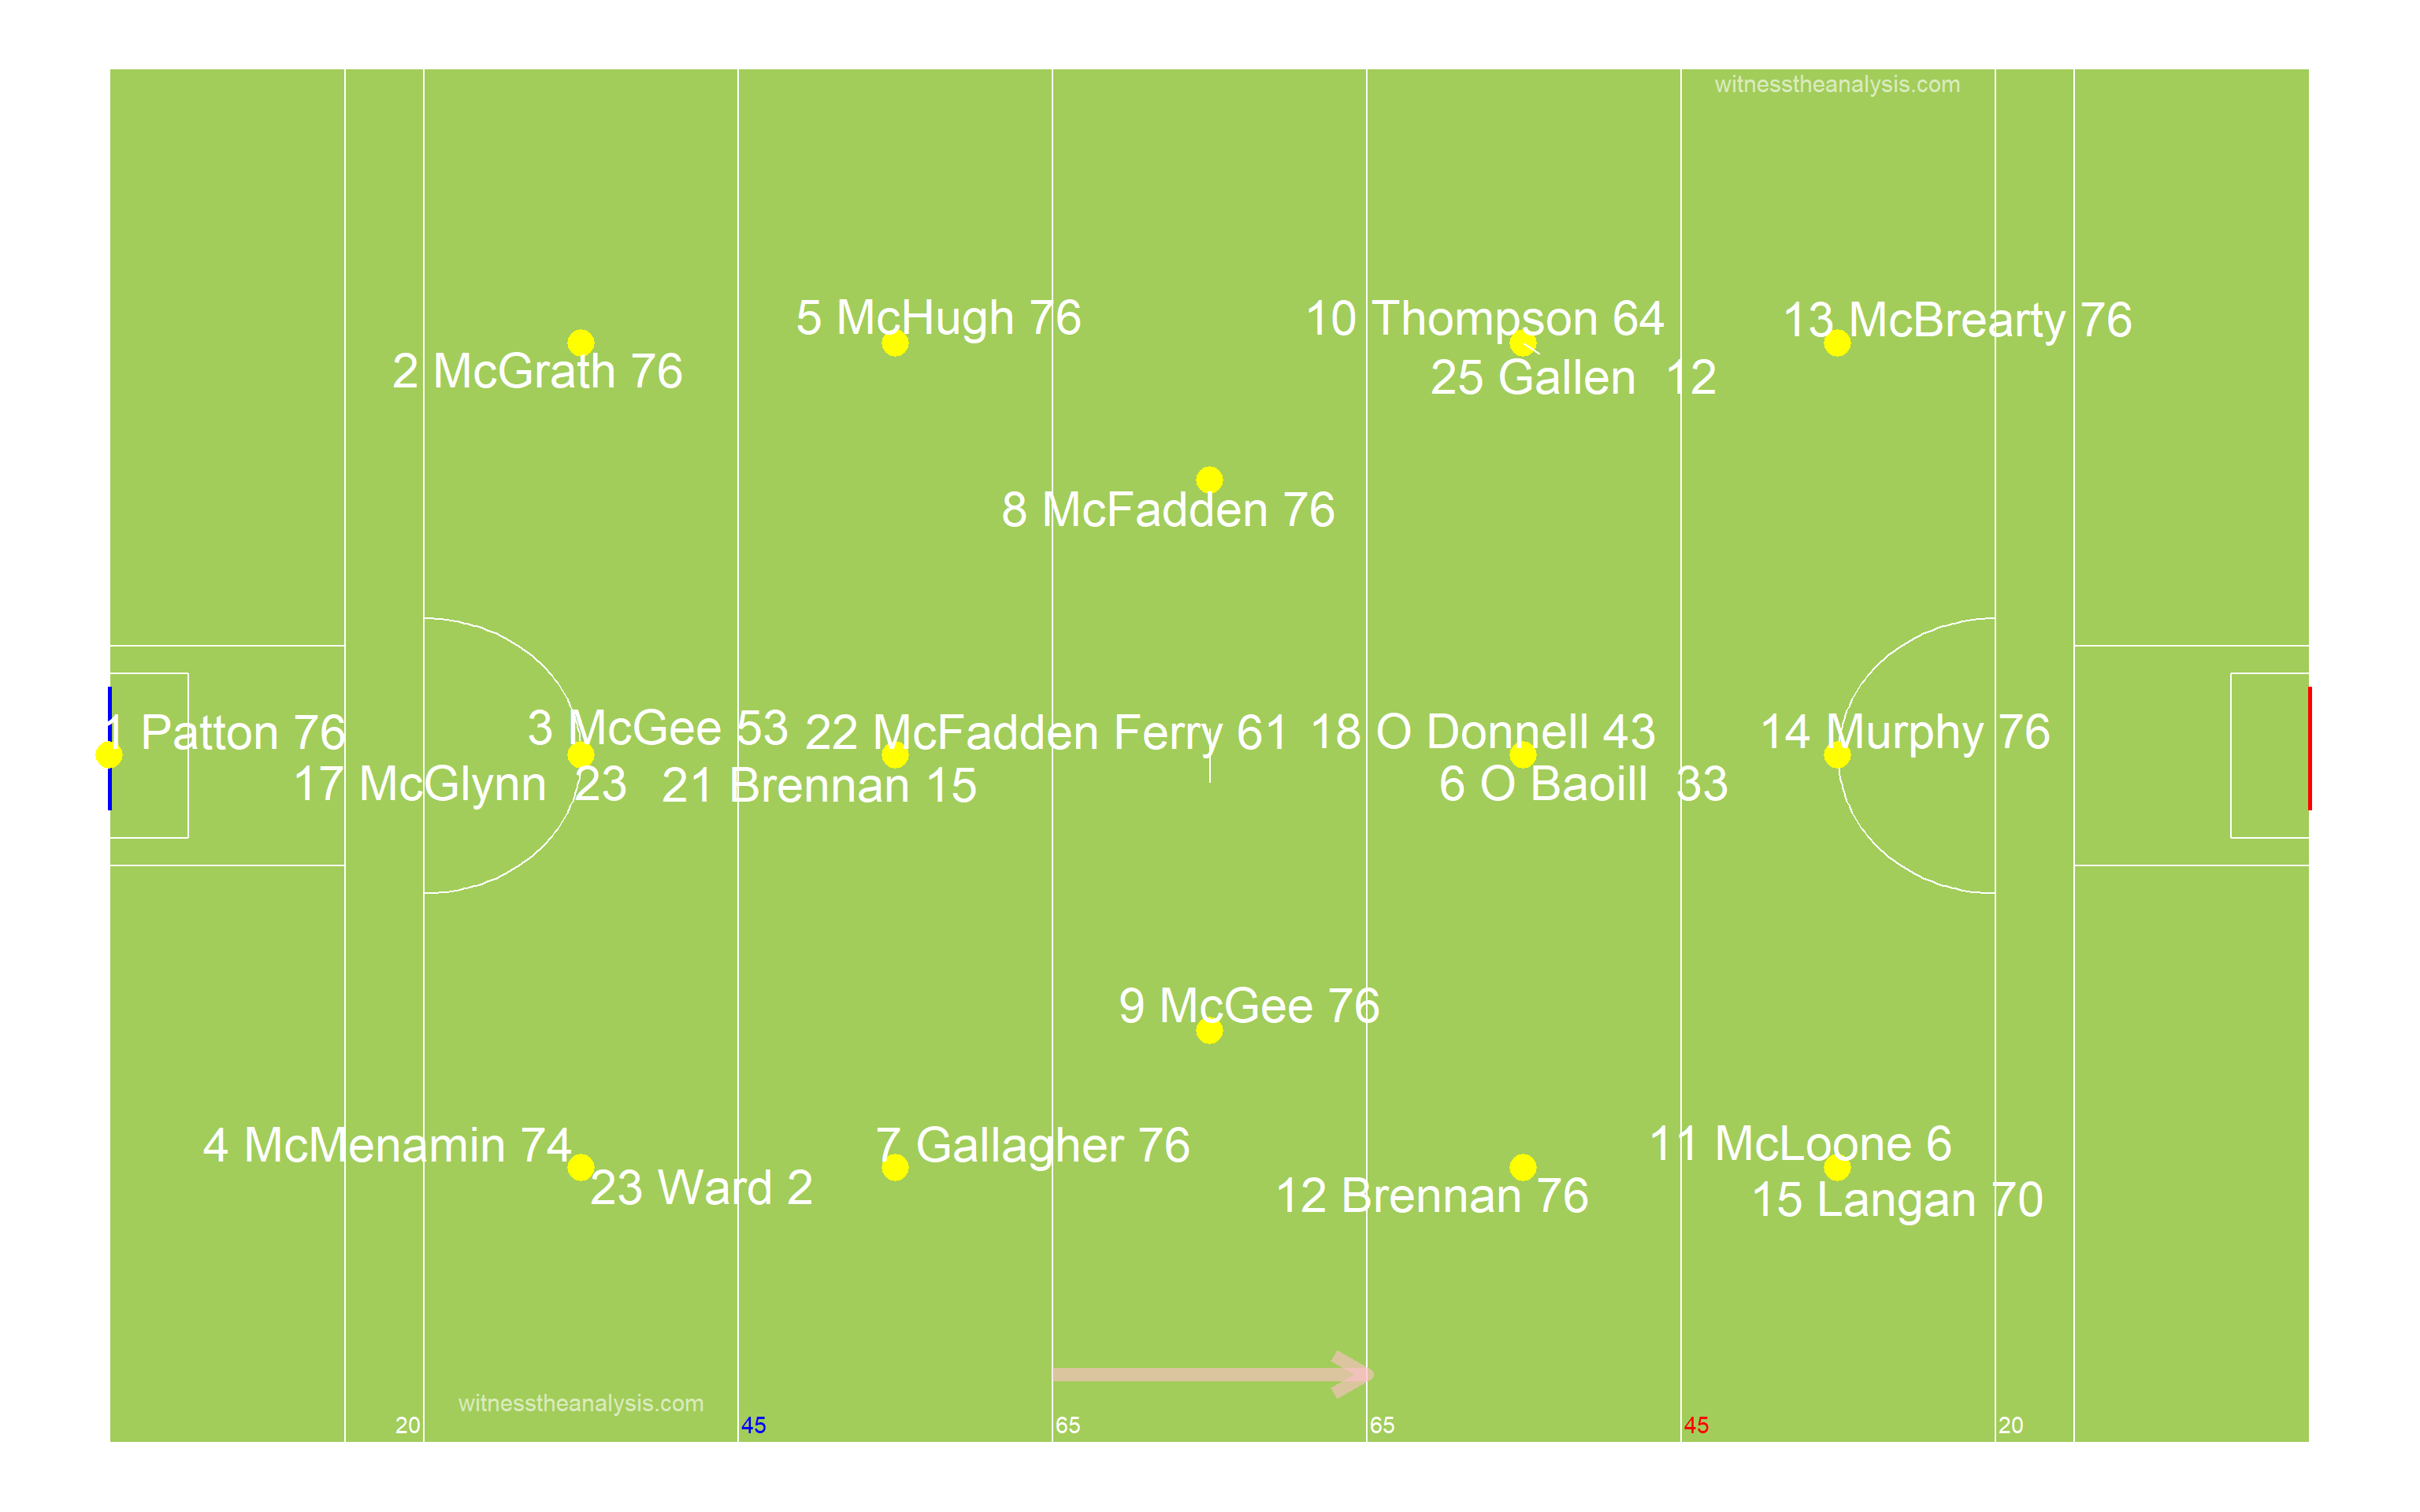 witnesstheanalysis.com
5 McHugh 76
10 Thompson 64
13 McBrearty 76
2 McGrath 76
25 Gallen  12
8 McFadden 76
1 Patton 76
3 McGee 53
22 McFadden Ferry 61
18 O Donnell 43
14 Murphy 76
17 McGlynn  23
21 Brennan 15
6 O Baoill  33
9 McGee 76
4 McMenamin 74
7 Gallagher 76
11 McLoone 6
23 Ward 2
12 Brennan 76
15 Langan 70
witnesstheanalysis.com
20
45
65
65
45
20